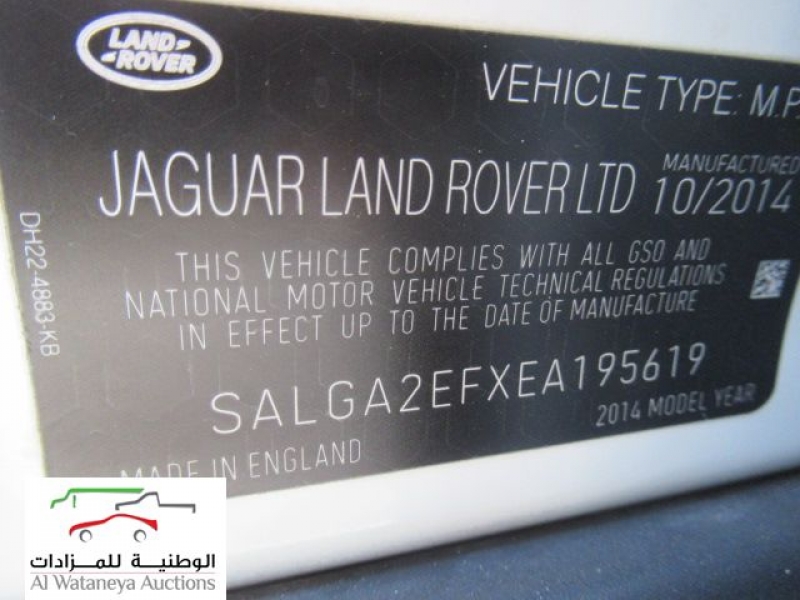 LAND ROVER
VEHICLE TYPE: M.P.
JAGUAR LAND ROVER LTD
MANUFACTURED
10/2014
DH22-4883-KB
THIS VEHICLE COMPLIES WITH ALL GSO AND
NATIONAL MOTOR VEHICLE TECHNICAL REGULATIONS
IN EFFECT UP TO THE DATE OF MANUFACTURE
SALGA2EFXEA195619
2014 MODEL YEAR
MADE IN ENGLAND
الوطنية للمزادات
Al Wataneya Auctions